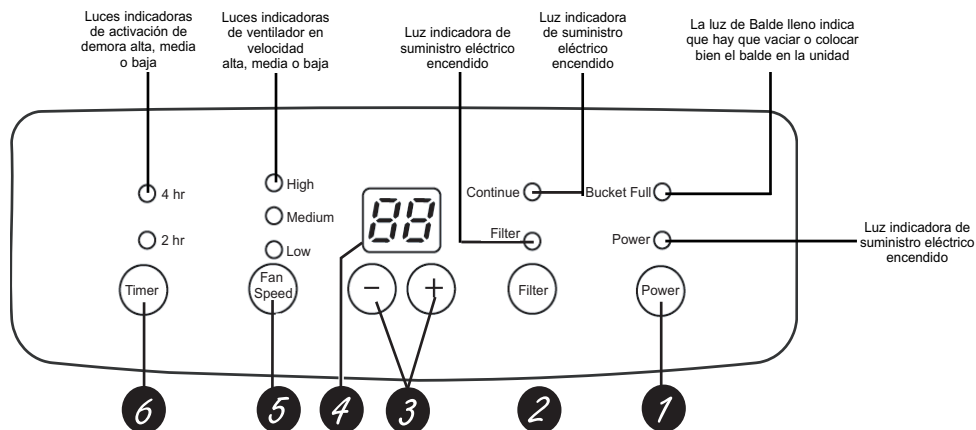 Luces indicadoras
de activación de
demora alta, media
o baja
Luces indicadoras
de ventilador en
velocidad
alta, media o baja
Luz indicadora de
suministro eléctrico
encendido
Luz indicadora
de suministro
eléctrico
encendido
La luz de Balde lleno indica
que hay que vaciar o colocar
bien el balde en la unidad
4 hr
2 hr
Timer
High
Medium
Low
Fan
Speed
88
−
+
Continue
Filter
Filter
Bucket Full
Power
Power
Luz indicadora de
suministro eléctrico
encendido
6
5
4
3
2
1